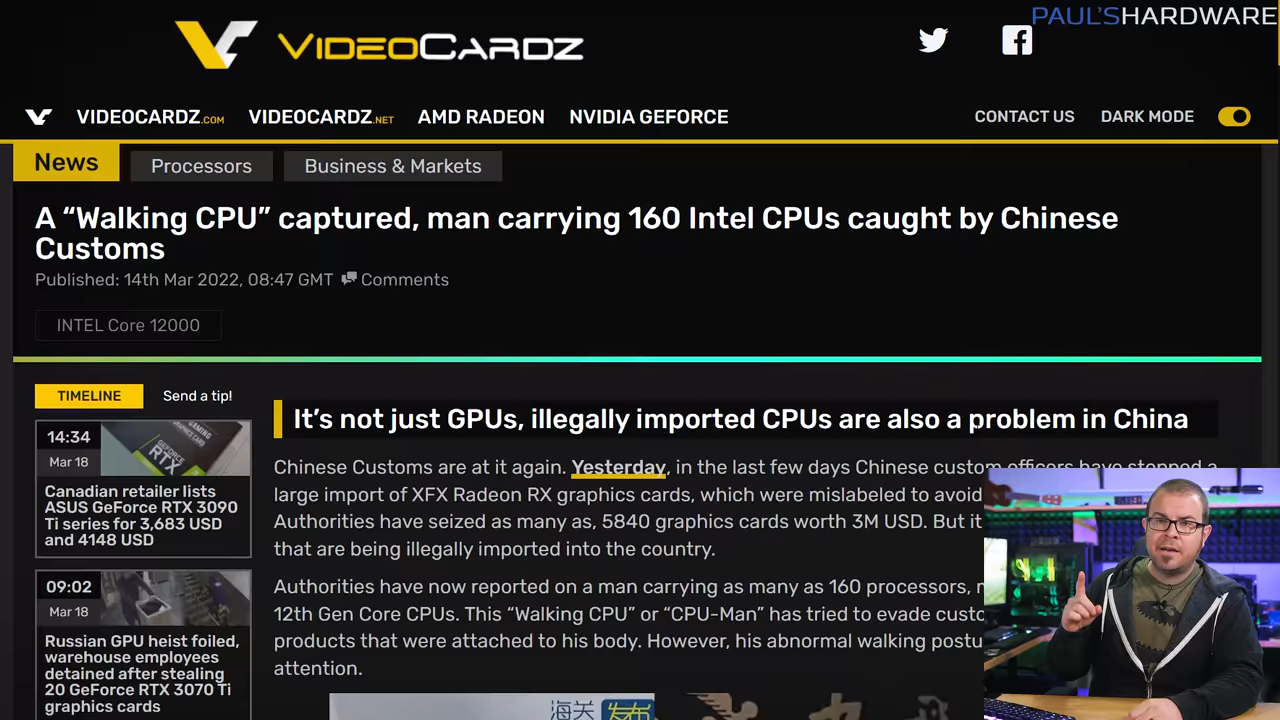 PAUL'SHARDWARE
VIDEOCARDZ
VIDEOCARDZ.COM VIDEOCARDZ.NET AMD RADEON NVIDIA GEFORCE CONTACT US DARK MODE
News Processors Business & Markets
A “Walking CPU” captured, man carrying 160 Intel CPUs caught by Chinese
Customs
Published: 14th Mar 2022, 08:47 GMT Comments
INTEL Core 12000
TIMELINE Send a tip!
14:34
Mar 18
GEFORCE
RTX
Canadian retailer lists
ASUS GeForce RTX 3090
Ti series for 3,683 USD
and 4148 USD
09:02
Mar 18
Russian GPU heist foiled,
warehouse employees
detained after stealing
20 GeForce RTX 3070 Ti
graphics cards
It’s not just GPUs, illegally imported CPUs are also a problem in China
Chinese Customs are at it again. Yesterday, in the last few days Chinese custom officers have stopped a
large import of XFX Radeon RX graphics cards, which were mislabeled to avoid
Authorities have seized as many as, 5840 graphics cards worth 3M USD. But it
that are being illegally imported into the country.
Authorities have now reported on a man carrying as many as 160 processors,
12th Gen Core CPUs. This “Walking CPU” or “CPU-Man” has tried to evade custo
products that were attached to his body. However, his abnormal walking postu
attention.
海关发布